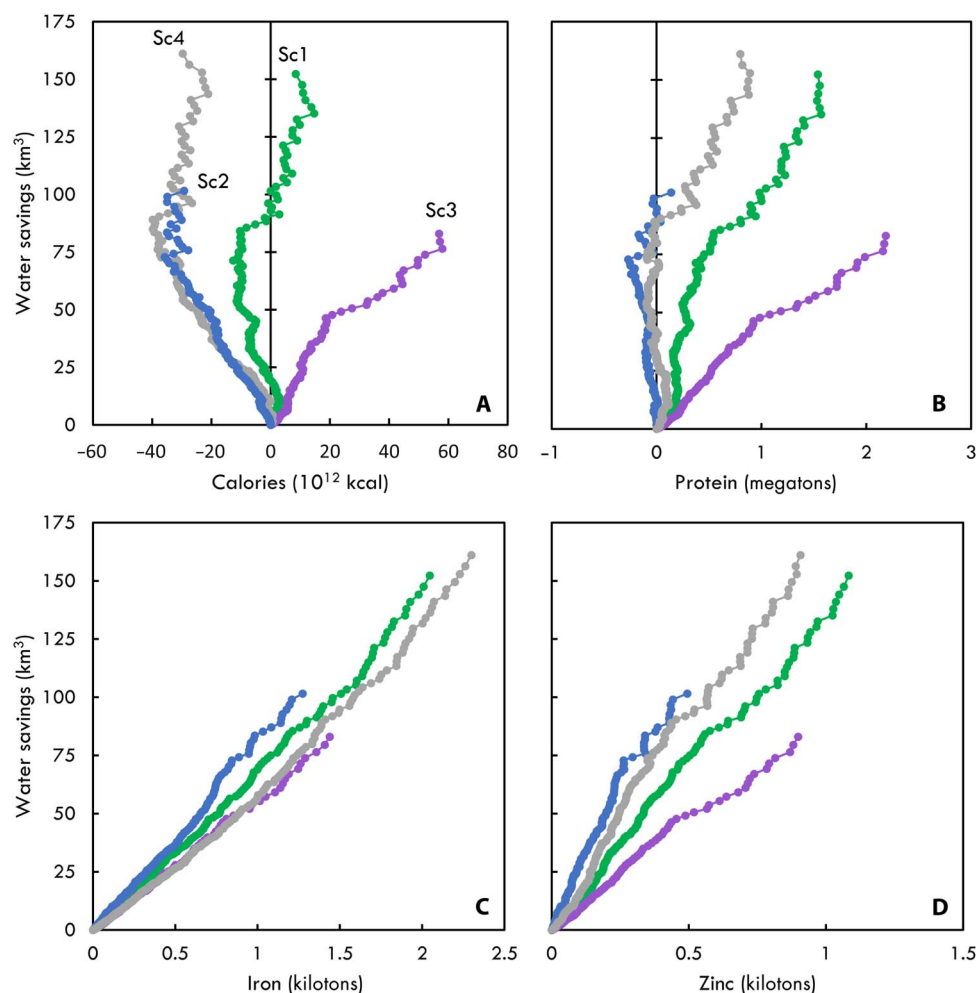 175
150
125
100
75
50
25
0
Water savings (km³)
Sc4
Sc1
Sc2
Sc3
A
−60 −40 −20 0 20 40 60 80
Calories (10¹² kcal)
B
−1 0 1 2 3
Protein (megatons)
175
150
125
100
75
50
25
0
Water savings (km³)
C
0 0.5 1 1.5 2 2.5
Iron (kilotons)
D
0 0.5 1 1.5
Zinc (kilotons)